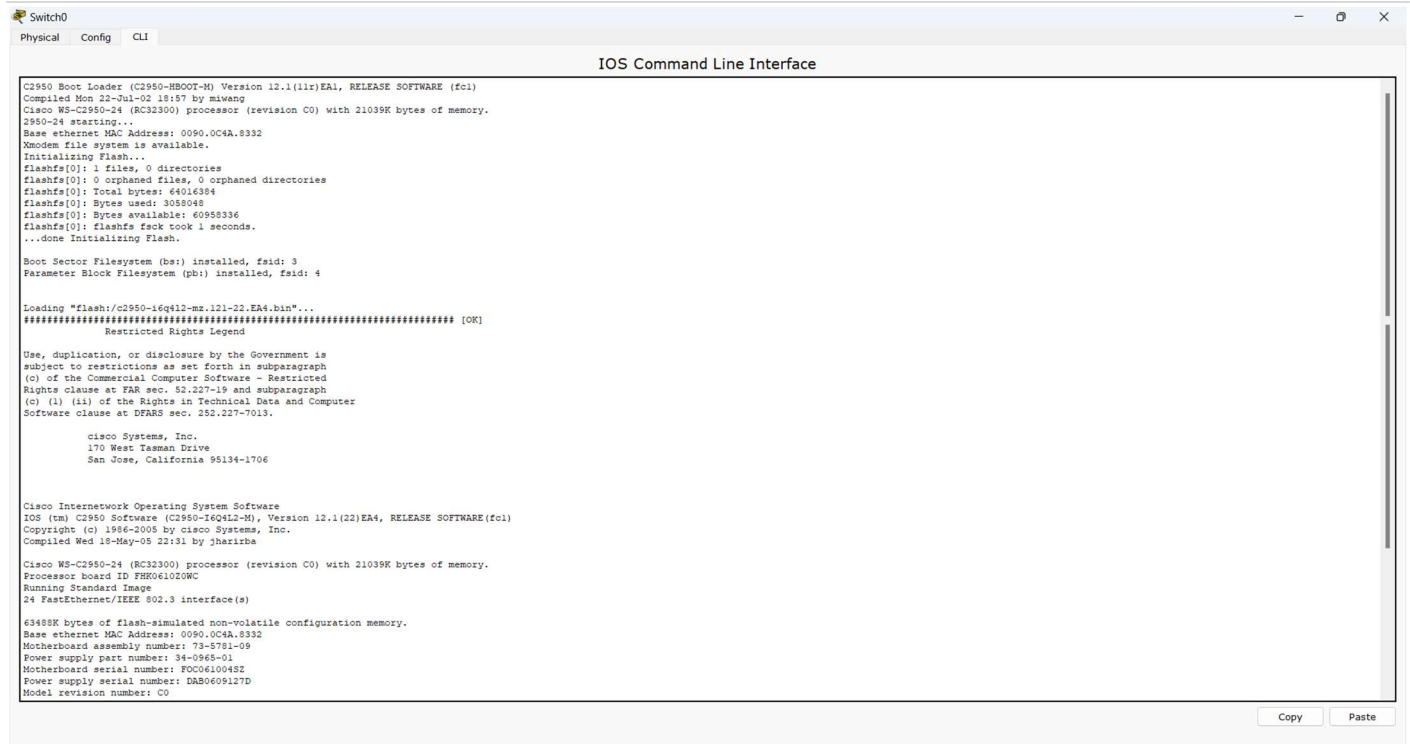 Switch0
Physical Config CLI
IOS Command Line Interface
C2950 Boot Loader (C2950-HBOOT-M) Version 12.1(11r)EA1, RELEASE SOFTWARE (fc1)
Compiled Mon 22-Jul-02 18:57 by miwang
Cisco WS-C2950-24 (RC32300) processor (revision C0) with 21039K bytes of memory.
2950-24 starting...
Base ethernet MAC Address: 0090.0C4A.8332
Xmodem file system is available.
Initializing Flash...
flashfs[0]: 1 files, 0 directories
flashfs[0]: 0 orphaned files, 0 orphaned directories
flashfs[0]: Total bytes: 64016384
flashfs[0]: Bytes used: 3058048
flashfs[0]: Bytes available: 60958336
flashfs[0]: flashfs fsck took 1 seconds.
...done Initializing Flash.
Boot Sector Filesystem (bs:) installed, fsid: 3
Parameter Block Filesystem (pb:) installed, fsid: 4
Loading "flash:/c2950-i6q4l2-mz.121-22.EA4.bin"...
########################################################################## [OK]
Restricted Rights Legend
Use, duplication, or disclosure by the Government is
subject to restrictions as set forth in subparagraph
(c) of the Commercial Computer Software - Restricted
Rights clause at FAR sec. 52.227-19 and subparagraph
(c) (1) (ii) of the Rights in Technical Data and Computer
Software clause at DFARS sec. 252.227-7013.
cisco Systems, Inc.
170 West Tasman Drive
San Jose, California 95134-1706
Cisco Internetwork Operating System Software
IOS (tm) C2950 Software (C2950-I6Q4L2-M), Version 12.1(22)EA4, RELEASE SOFTWARE(fc1)
Copyright (c) 1986-2005 by cisco Systems, Inc.
Compiled Wed 18-May-05 22:31 by jharirba
Cisco WS-C2950-24 (RC32300) processor (revision C0) with 21039K bytes of memory.
Processor board ID FHK0610Z0WC
Running Standard Image
24 FastEthernet/IEEE 802.3 interface(s)
63488K bytes of flash-simulated non-volatile configuration memory.
Base ethernet MAC Address: 0090.0C4A.8332
Motherboard assembly number: 73-5781-09
Power supply part number: 34-0965-01
Motherboard serial number: FOC061004SZ
Power supply serial number: DAB0609127D
Model revision number: C0
Copy Paste